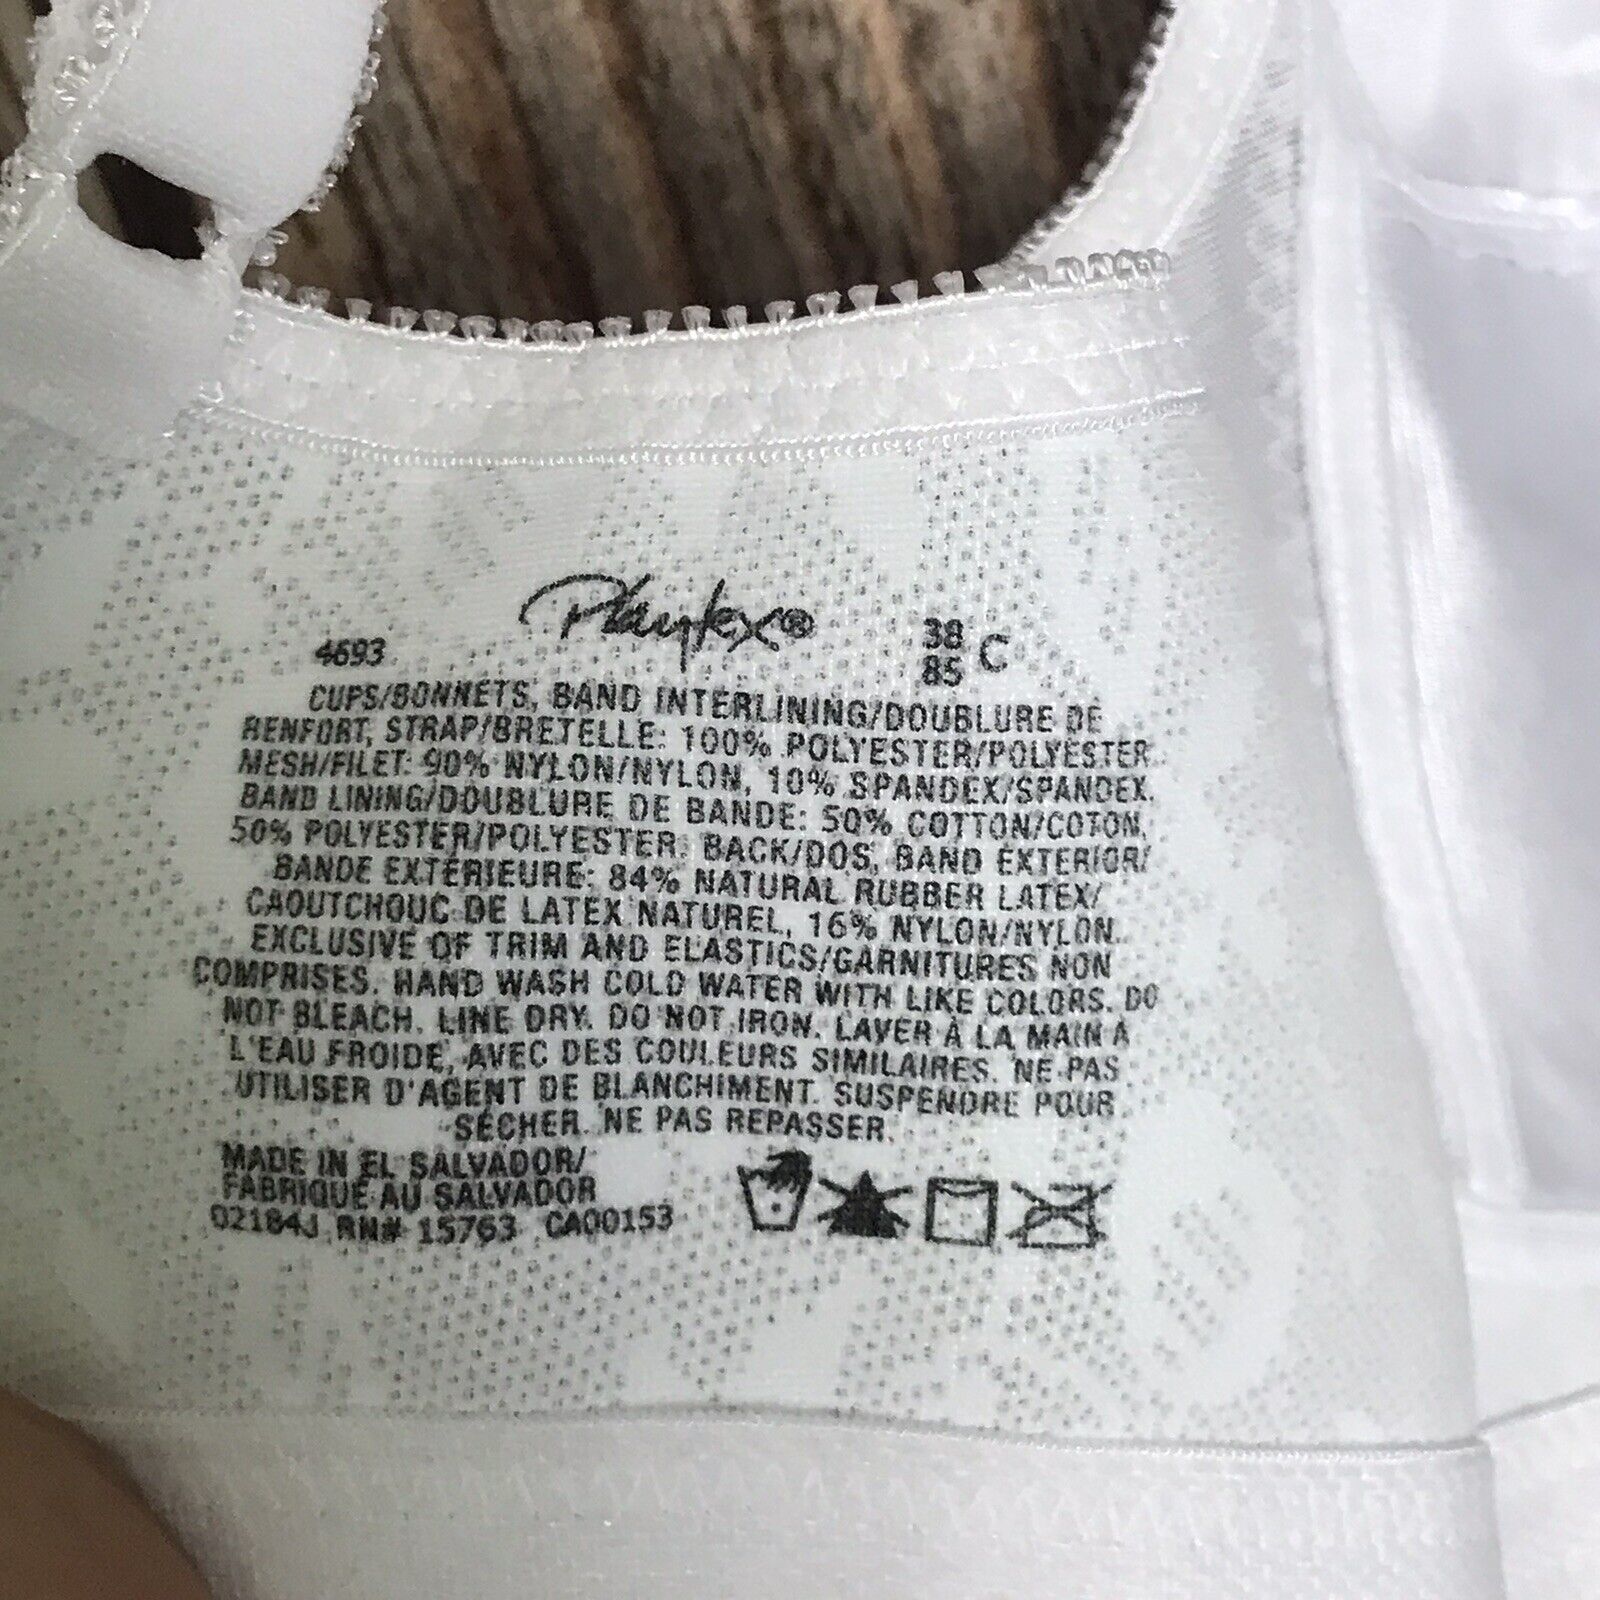 Playtex®
4693
38
85 C
CUPS/BONNETS, BAND INTERLINING/DOUBLURE DE
RENFORT, STRAP/BRETELLE: 100% POLYESTER/POLYESTER.
MESH/FILET: 90% NYLON/NYLON, 10% SPANDEX/SPANDEX.
BAND LINING/DOUBLURE DE BANDE: 50% COTTON/COTON,
50% POLYESTER/POLYESTER. BACK/DOS, BAND EXTERIOR/
BANDE EXTÉRIEURE: 84% NATURAL RUBBER LATEX/
CAOUTCHOUC DE LATEX NATUREL, 16% NYLON/NYLON.
EXCLUSIVE OF TRIM AND ELASTICS/GARNITURES NON
COMPRISES. HAND WASH COLD WATER WITH LIKE COLORS. DO
NOT BLEACH. LINE DRY. DO NOT IRON. LAVER À LA MAIN À
L'EAU FROIDE, AVEC DES COULEURS SIMILAIRES. NE PAS
UTILISER D'AGENT DE BLANCHIMENT. SUSPENDRE POUR
SÉCHER. NE PAS REPASSER.
MADE IN EL SALVADOR/
FABRIQUÉ AU SALVADOR
02184J RN# 15763 CA00153